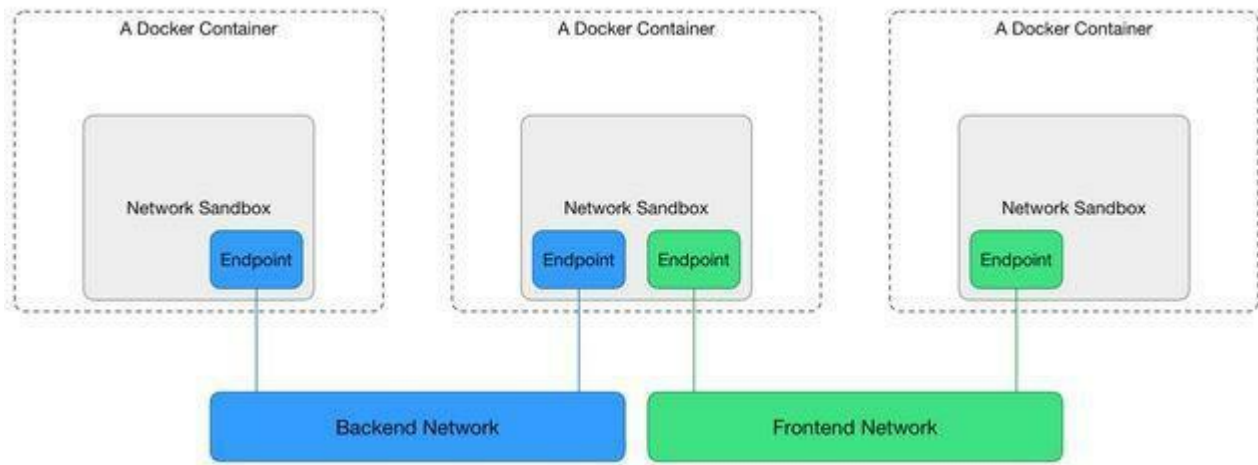 A Docker Container
A Docker Container
A Docker Container
Network Sandbox
Network Sandbox
Network Sandbox
Endpoint
Endpoint
Endpoint
Endpoint
Backend Network
Frontend Network